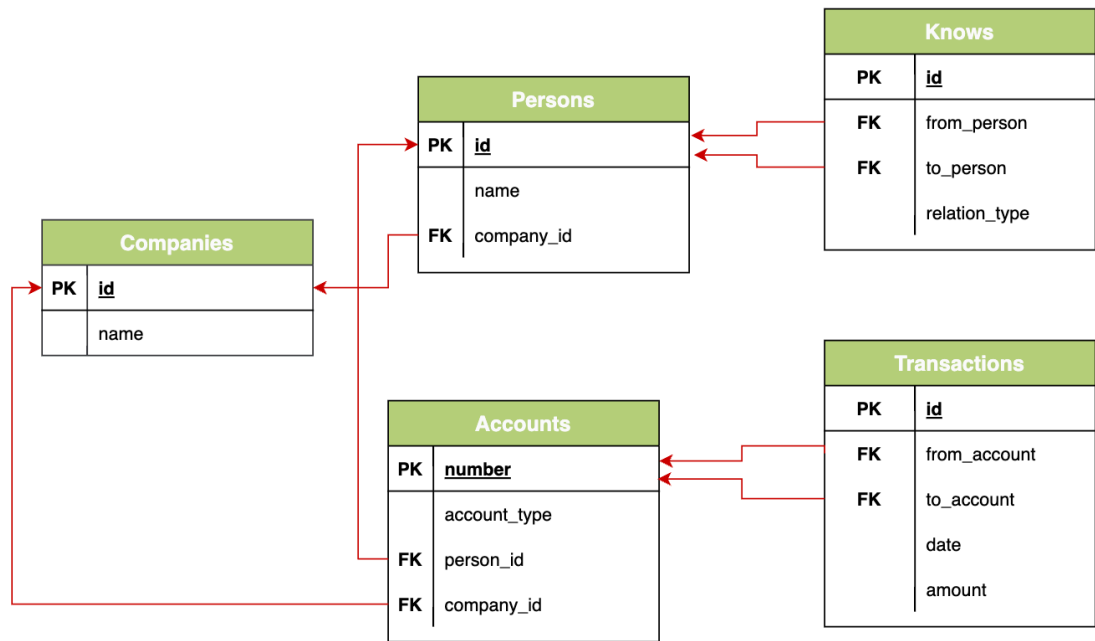 Knows
PK id
FK from_person
FK to_person
relation_type
Persons
PK id
name
FK company_id
Companies
PK id
name
Transactions
PK id
FK from_account
FK to_account
date
amount
Accounts
PK number
account_type
FK person_id
FK company_id